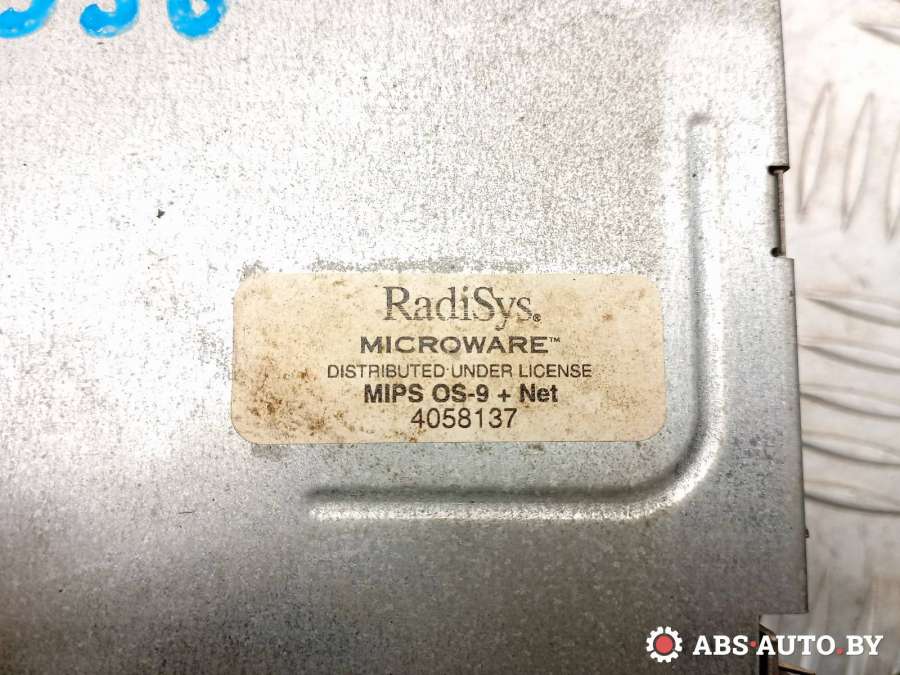 RadiSys®
MICROWARE™
DISTRIBUTED UNDER LICENSE
MIPS OS-9 + Net
4058137
ABS-AUTO.BY